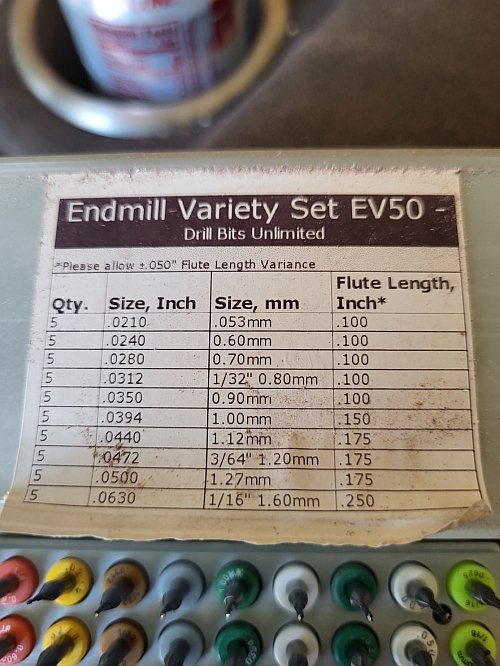 Endmill Variety Set EV50 -
Drill Bits Unlimited
*Please allow ±.050" Flute Length Variance
Qty. Size, Inch Size, mm Flute Length, Inch*
5 .0210 .053mm .100
5 .0240 0.60mm .100
5 .0280 0.70mm .100
5 .0312 1/32" 0.80mm .100
5 .0350 0.90mm .100
5 .0394 1.00mm .150
5 .0440 1.12mm .175
5 .0472 3/64" 1.20mm .175
5 .0500 1.27mm .175
5 .0630 1/16" 1.60mm .250